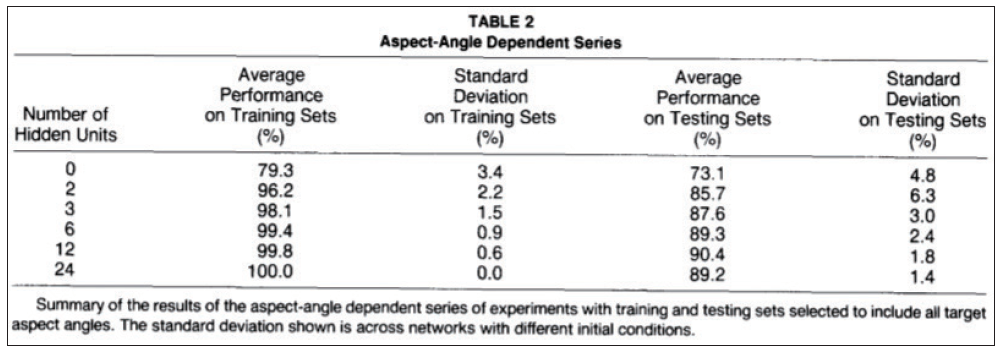 TABLE 2
Aspect-Angle Dependent Series
Number of Hidden Units | Average Performance on Training Sets (%) | Standard Deviation on Training Sets (%) | Average Performance on Testing Sets (%) | Standard Deviation on Testing Sets (%)
0 79.3 3.4 73.1 4.8
2 96.2 2.2 85.7 6.3
3 98.1 1.5 87.6 3.0
6 99.4 0.9 89.3 2.4
12 99.8 0.6 90.4 1.8
24 100.0 0.0 89.2 1.4
Summary of the results of the aspect-angle dependent series of experiments with training and testing sets selected to include all target
aspect angles. The standard deviation shown is across networks with different initial conditions.